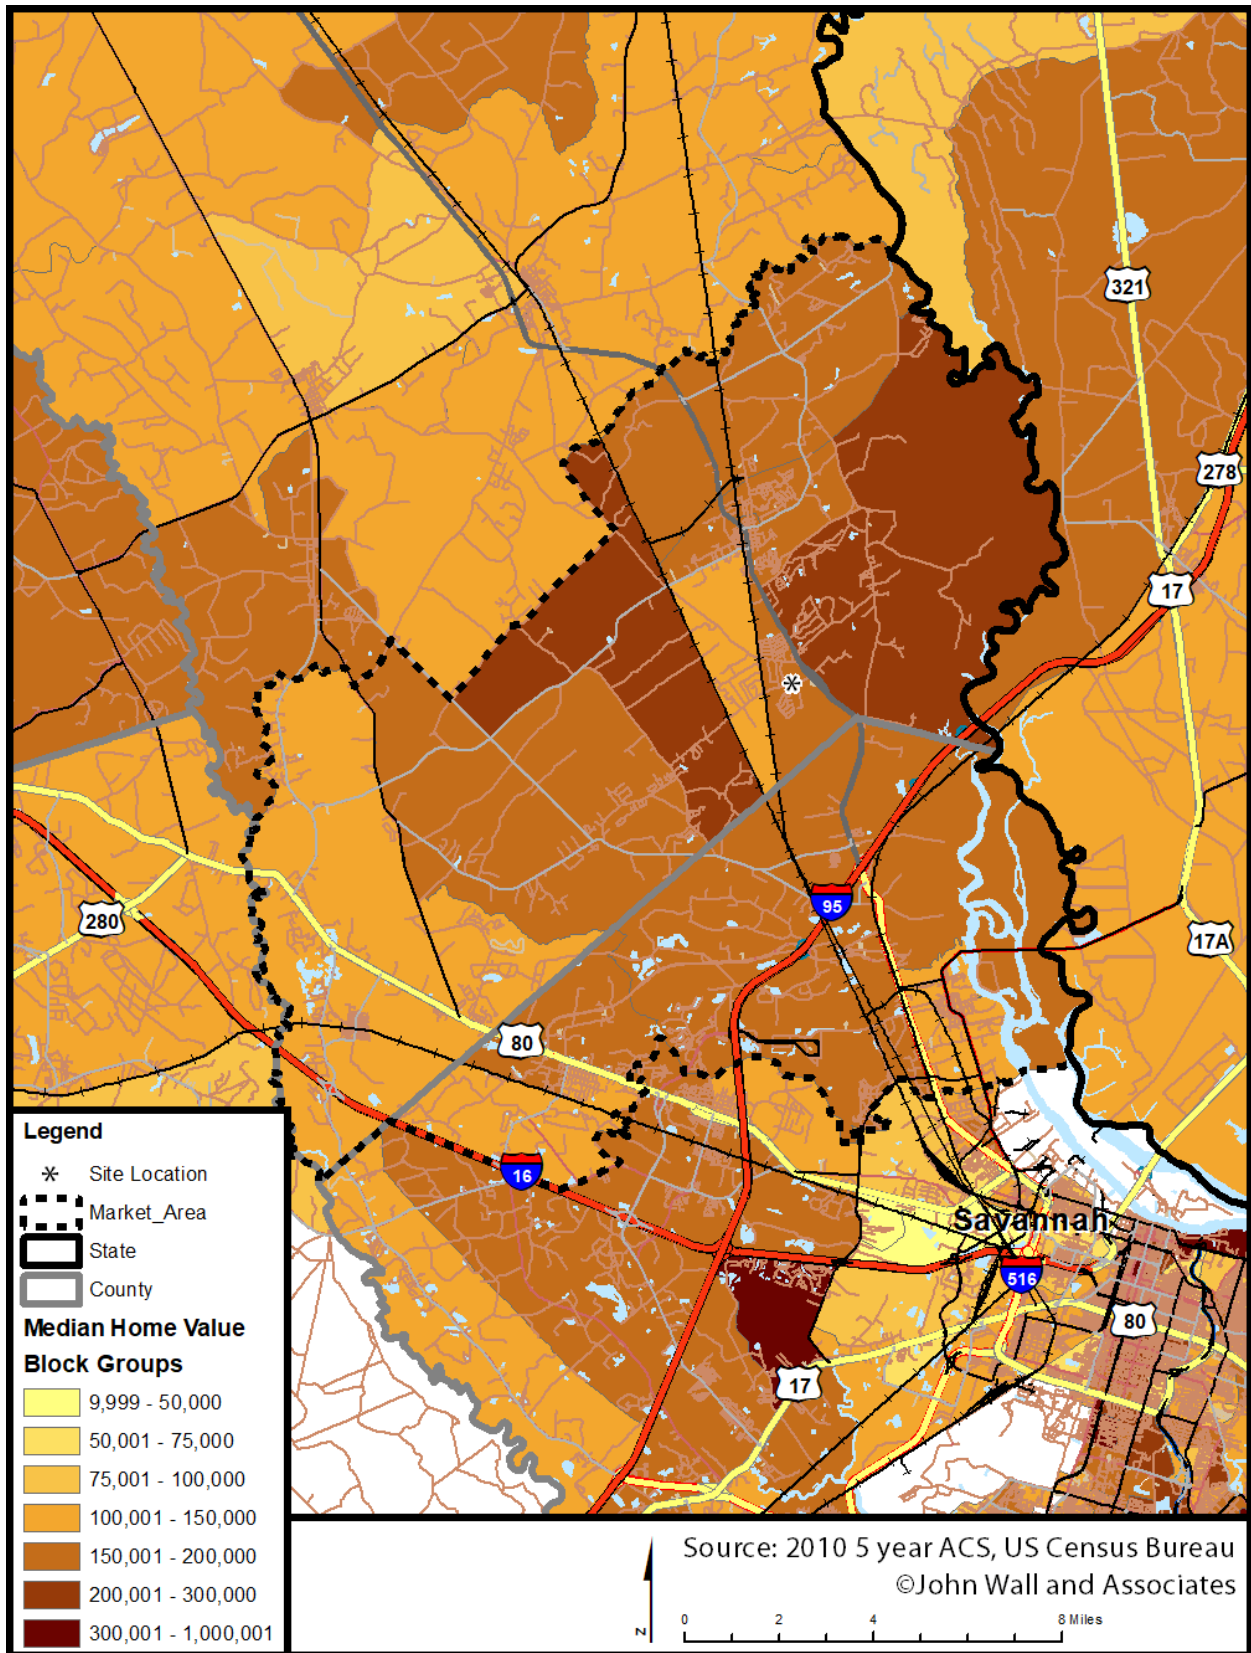 321
278
17
95
280
17A
80
16
Savannah
516
80
17
Legend
Site Location
Market_Area
State
County
Median Home Value
Block Groups
9,999 - 50,000
50,001 - 75,000
75,001 - 100,000
100,001 - 150,000
150,001 - 200,000
200,001 - 300,000
300,001 - 1,000,001
Source: 2010 5 year ACS, US Census Bureau
©John Wall and Associates
N
0 2 4 8 Miles